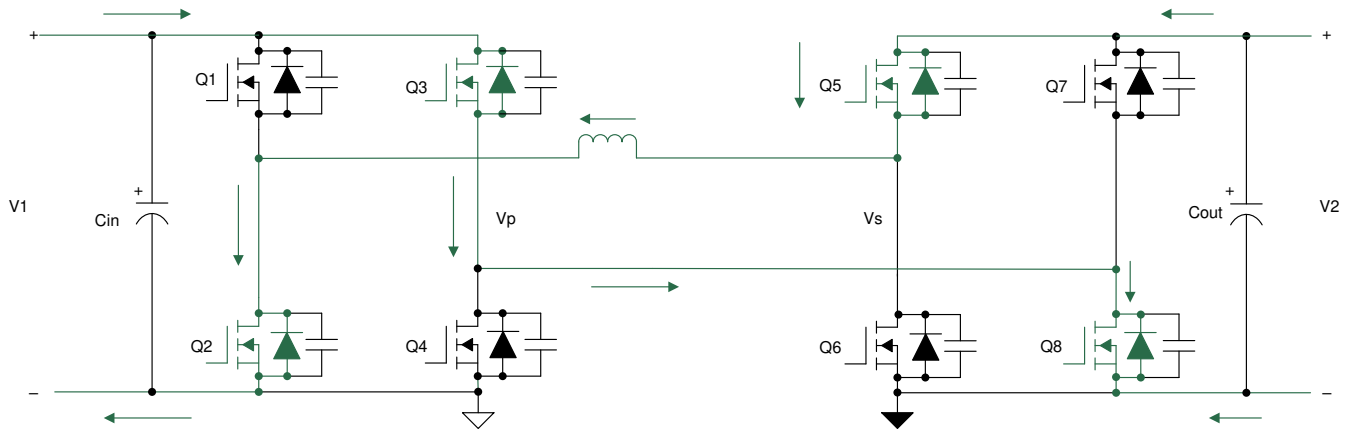 +
+
Q1
Q3
Q5
Q7
+
+
V1
Cin
Vp
Vs
Cout
V2
Q2
Q4
Q6
Q8
–
–